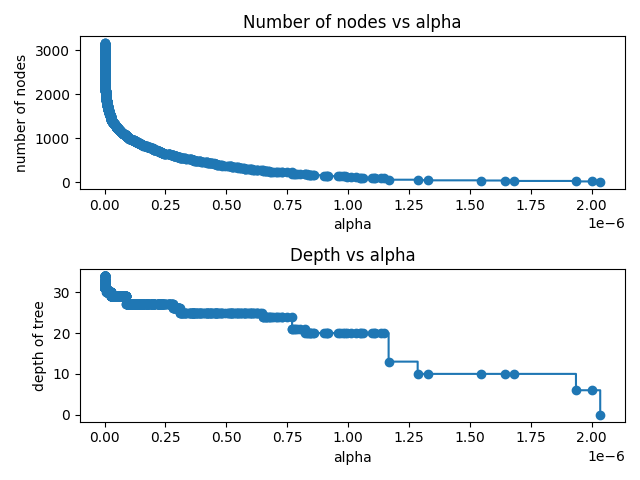 Number of nodes vs alpha
number of nodes
3000
2000
1000
0
0.00 0.25 0.50 0.75 1.00 1.25 1.50 1.75 2.00
1e−6
alpha
Depth vs alpha
depth of tree
30
20
10
0
0.00 0.25 0.50 0.75 1.00 1.25 1.50 1.75 2.00
1e−6
alpha